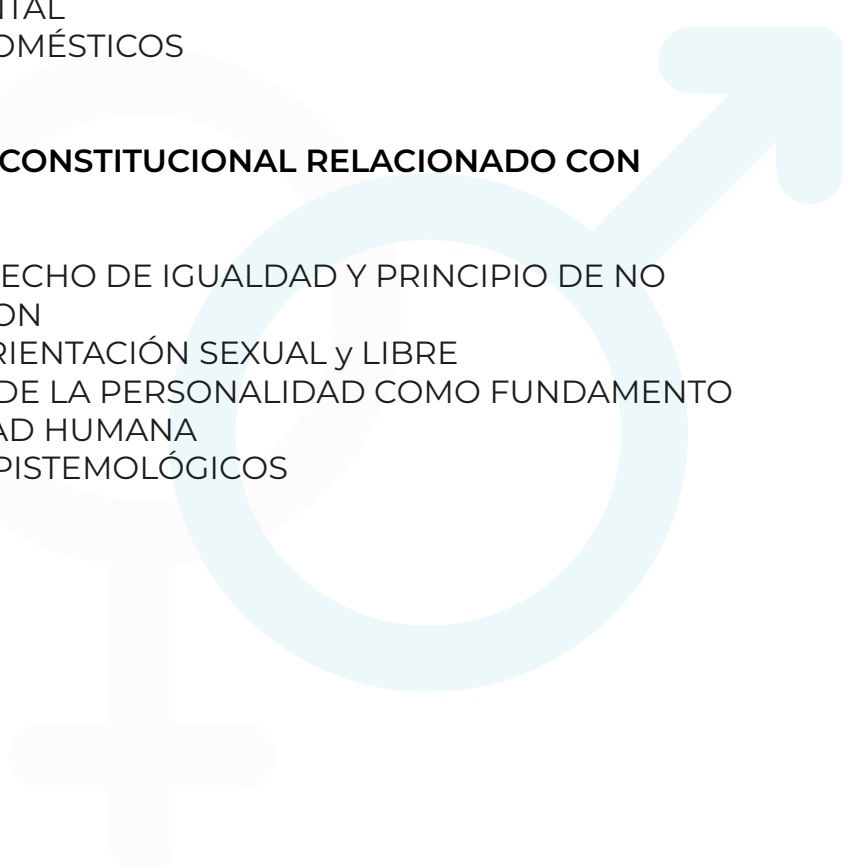 ITAL
OMÉSTICOS
CONSTITUCIONAL RELACIONADO CON
ECHO DE IGUALDAD Y PRINCIPIO DE NO
ON
RIENTACIÓN SEXUAL y LIBRE
DE LA PERSONALIDAD COMO FUNDAMENTO
AD HUMANA
PISTEMOLÓGICOS